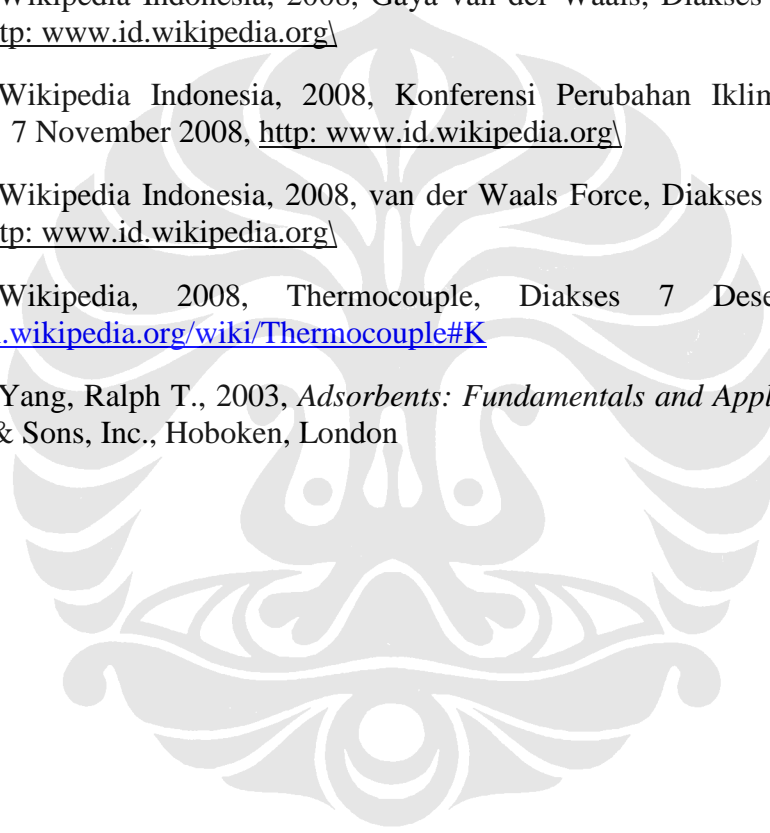 Wikipedia Indonesia, 2008, Gaya van der Waals, Diakses
tp: www.id.wikipedia.org\
Wikipedia Indonesia, 2008, Konferensi Perubahan Iklim
7 November 2008, http: www.id.wikipedia.org\
Wikipedia Indonesia, 2008, van der Waals Force, Diakses
tp: www.id.wikipedia.org\
Wikipedia, 2008, Thermocouple, Diakses 7 Dese
.wikipedia.org/wiki/Thermocouple#K
Yang, Ralph T., 2003, Adsorbents: Fundamentals and Appl
& Sons, Inc., Hoboken, London